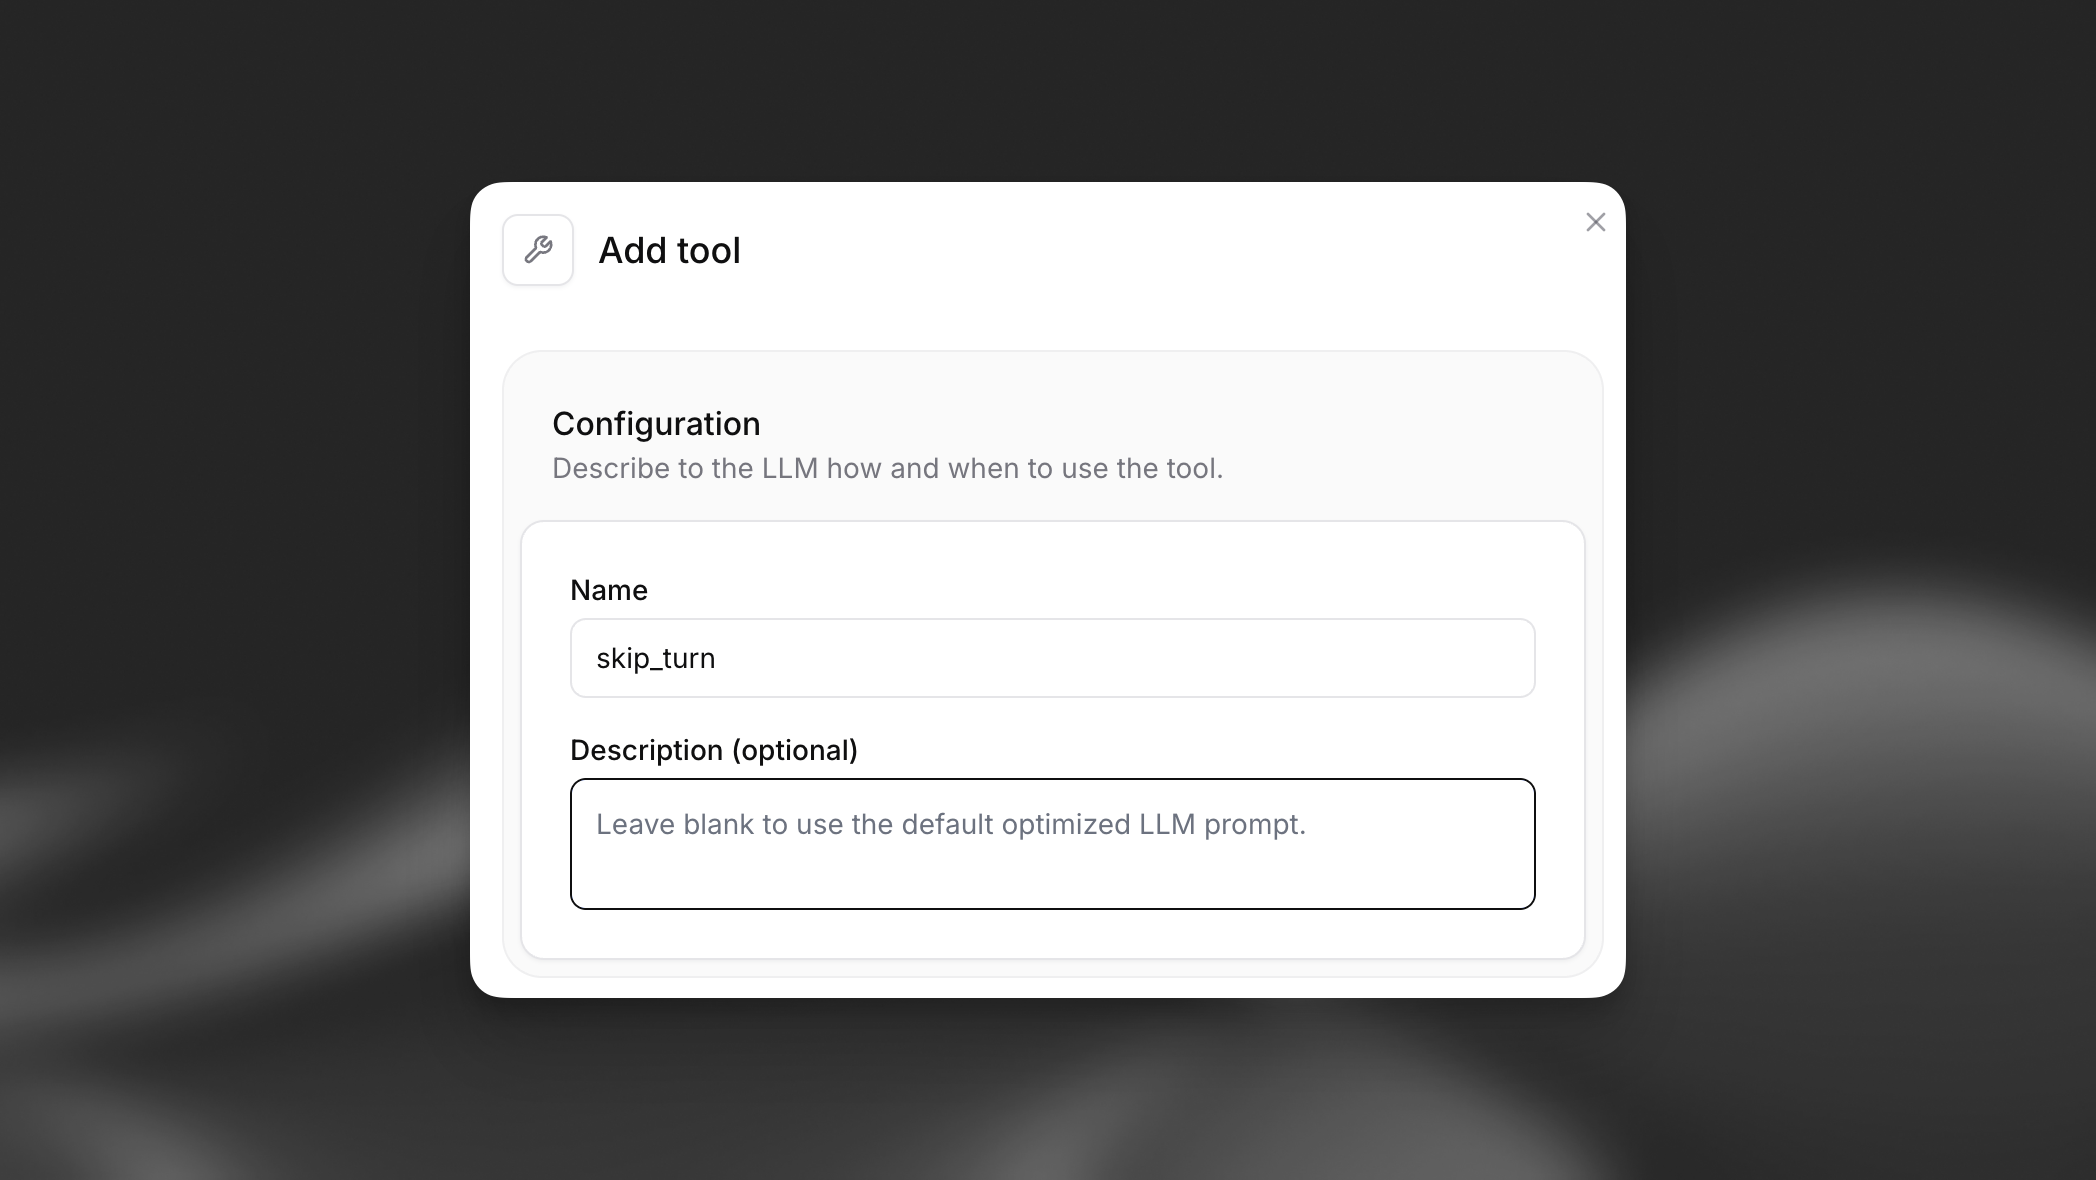 Add tool
Configuration
Describe to the LLM how and when to use the tool.
Name
skip_turn
Description (optional)
Leave blank to use the default optimized LLM prompt.